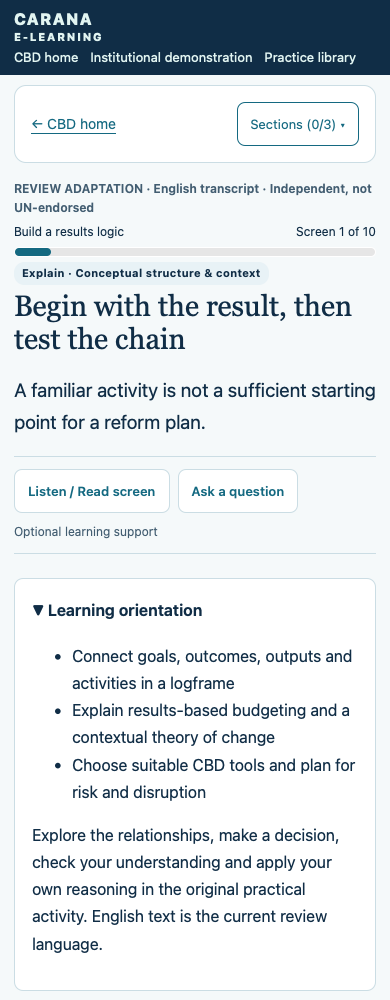 CARANA
E-LEARNING
CBD home Institutional demonstration Practice library
← CBD home
Sections (0/3) ▾
REVIEW ADAPTATION · English transcript · Independent, not
UN-endorsed
Build a results logic Screen 1 of 10
Explain · Conceptual structure & context
Begin with the result, then
test the chain
A familiar activity is not a sufficient starting
point for a reform plan.
Listen / Read screen Ask a question
Optional learning support
▼ Learning orientation
• Connect goals, outcomes, outputs and
activities in a logframe
• Explain results-based budgeting and a
contextual theory of change
• Choose suitable CBD tools and plan for
risk and disruption
Explore the relationships, make a decision,
check your understanding and apply your
own reasoning in the original practical
activity. English text is the current review
language.